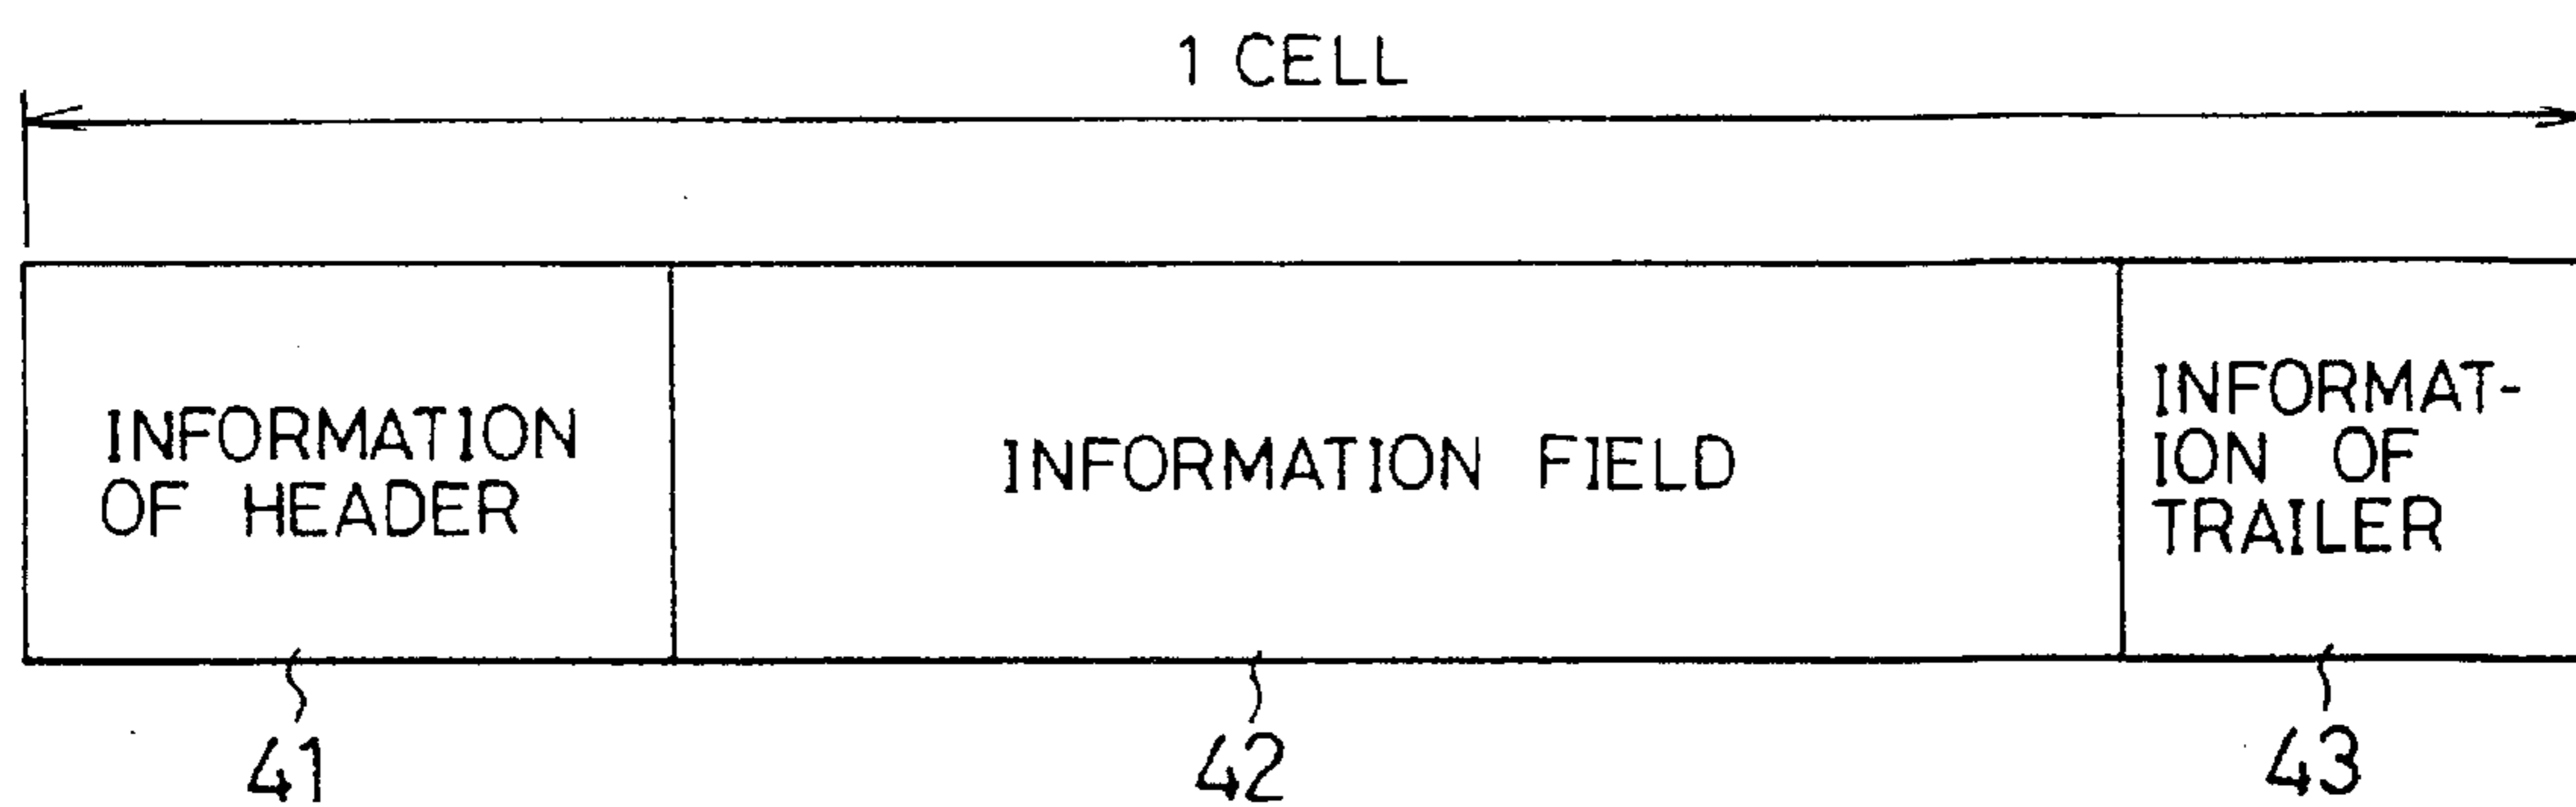 1 CELL
INFORMATION
OF HEADER
INFORMATION FIELD
INFORMAT-
ION OF
TRAILER
41
42
43